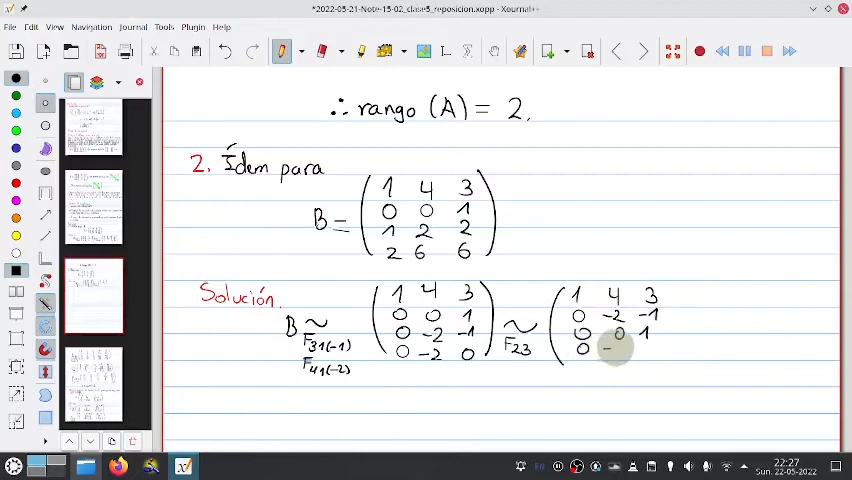 *2022-05-21-Note-15-02_clase5_reposicion.xopp - Xournal++
File Edit View Navigation Journal Tools Plugin Help
∴ rango (A) = 2.
2. Ídem para
B = ( 1 4 3
0 0 1
1 2 2
2 6 6 )
Solución.
B ~ F31(-1) F41(-2) ( 1 4 3
0 0 1
0 -2 -1
0 -2 0 )
~ F23 ( 1 4 3
0 -2 -1
0 0 1
0 -
EN
22:27
Sun. 22-05-2022